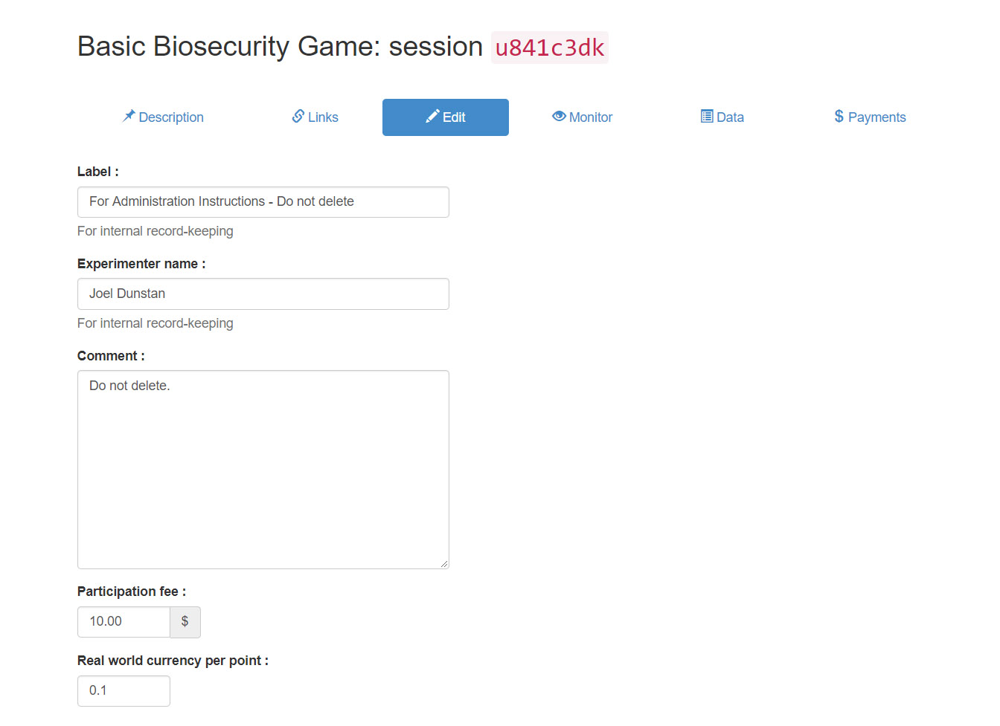 Basic Biosecurity Game: session u841c3dk
Description Links Edit Monitor Data $ Payments
Label :
For Administration Instructions - Do not delete
For internal record-keeping
Experimenter name :
Joel Dunstan
For internal record-keeping
Comment :
Do not delete.
Participation fee :
10.00 $
Real world currency per point :
0.1